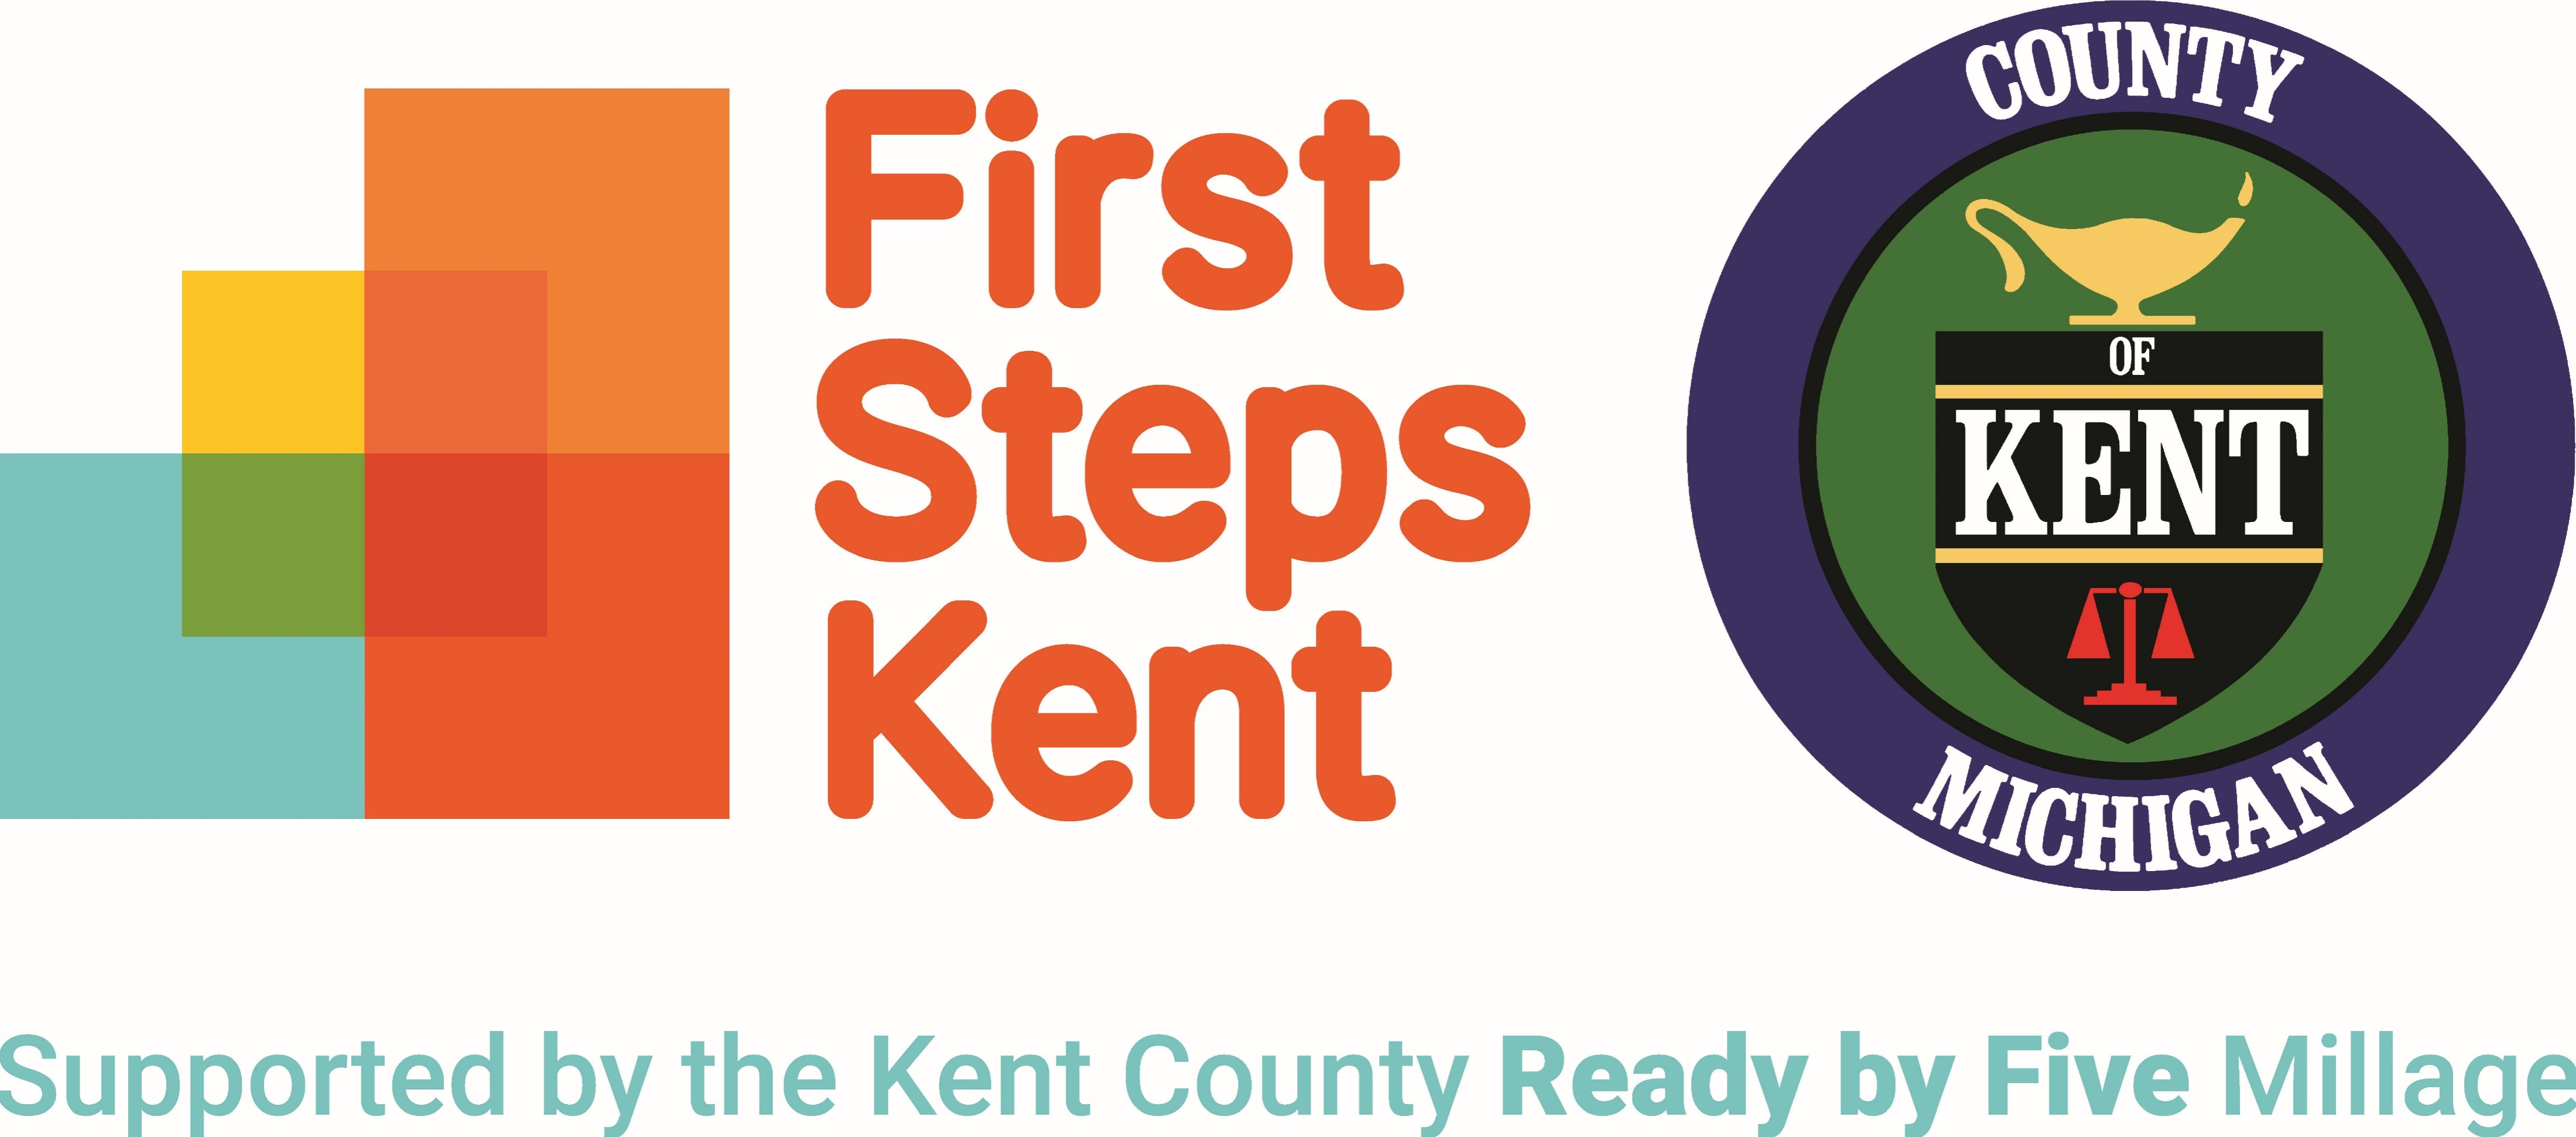 First
Steps
Kent
COUNTY
OF
KENT
MICHIGAN
Supported by the Kent County Ready by Five Millage